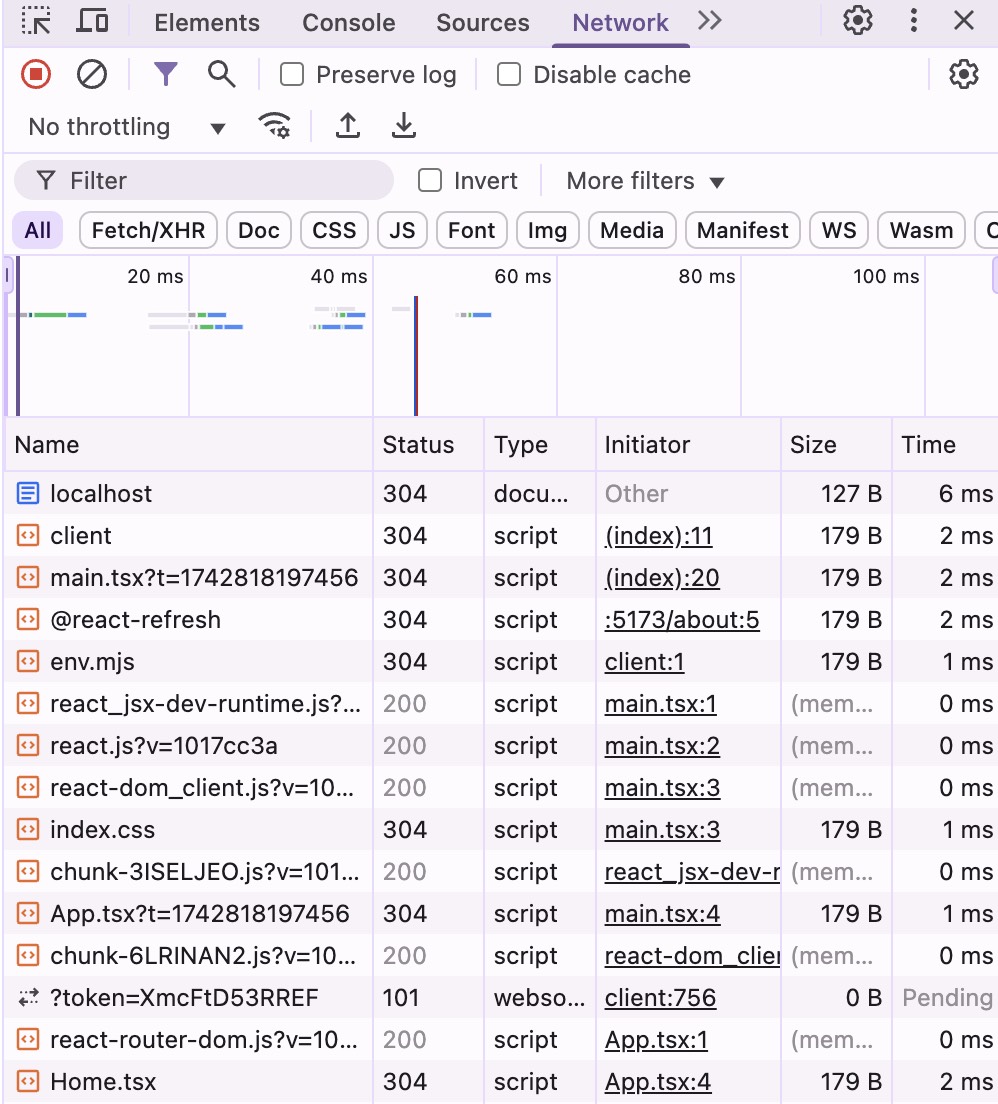 Elements Console Sources Network
Preserve log Disable cache
No throttling
Filter Invert More filters
All Fetch/XHR Doc CSS JS Font Img Media Manifest WS Wasm
20 ms 40 ms 60 ms 80 ms 100 ms
Name Status Type Initiator Size Time
localhost 304 docu... Other 127 B 6 ms
client 304 script (index):11 179 B 2 ms
main.tsx?t=1742818197456 304 script (index):20 179 B 2 ms
@react-refresh 304 script :5173/about:5 179 B 2 ms
env.mjs 304 script client:1 179 B 1 ms
react_jsx-dev-runtime.js?... 200 script main.tsx:1 (mem... 0 ms
react.js?v=1017cc3a 200 script main.tsx:2 (mem... 0 ms
react-dom_client.js?v=10... 200 script main.tsx:3 (mem... 0 ms
index.css 304 script main.tsx:3 179 B 1 ms
chunk-3ISELJEO.js?v=101... 200 script react_jsx-dev-r (mem... 0 ms
App.tsx?t=1742818197456 304 script main.tsx:4 179 B 1 ms
chunk-6LRINAN2.js?v=10... 200 script react-dom_clien (mem... 0 ms
?token=XmcFtD53RREF 101 webso... client:756 0 B Pending
react-router-dom.js?v=10... 200 script App.tsx:1 (mem... 0 ms
Home.tsx 304 script App.tsx:4 179 B 2 ms